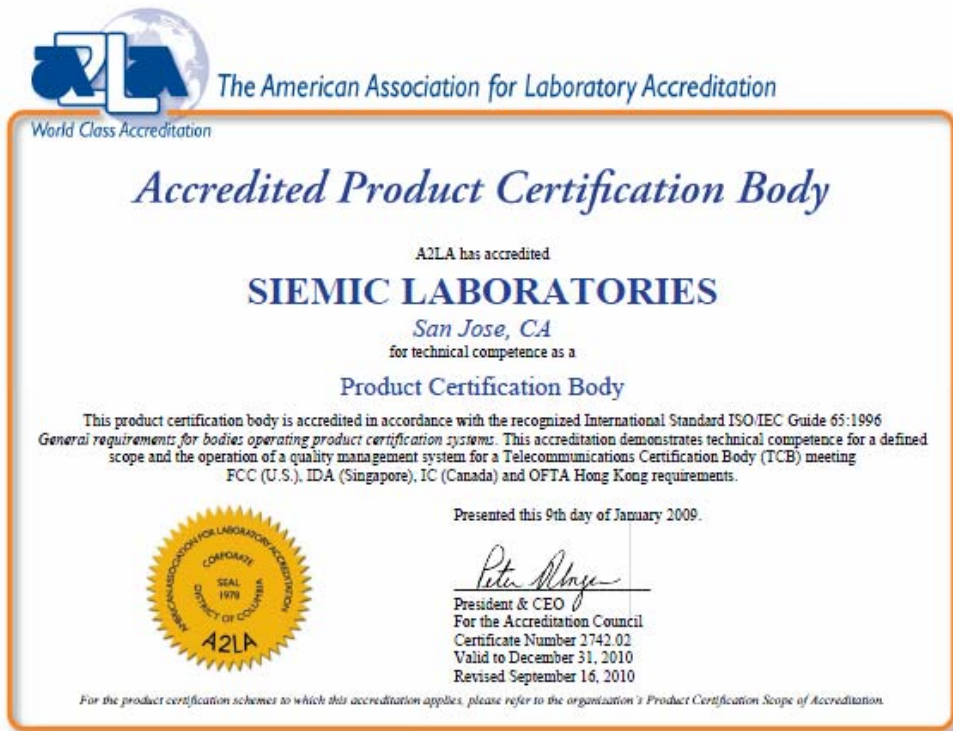 A2LA
The American Association for Laboratory Accreditation
World Class Accreditation
Accredited Product Certification Body
A2LA has accredited
SIEMIC LABORATORIES
San Jose, CA
for technical competence as a
Product Certification Body
This product certification body is accredited in accordance with the recognized International Standard ISO/IEC Guide 65:1996
General requirements for bodies operating product certification systems. This accreditation demonstrates technical competence for a defined
scope and the operation of a quality management system for a Telecommunications Certification Body (TCB) meeting
FCC (U.S.), IDA (Singapore), IC (Canada) and OFTA Hong Kong requirements.
Presented this 9th day of January 2009.
AMERICAN ASSOCIATION FOR LABORATORY ACCREDITATION
CORPORATE
SEAL
1978
DISTRICT OF COLUMBIA
A2LA
Peter
President & CEO
For the Accreditation Council
Certificate Number 2742.02
Valid to December 31, 2010
Revised September 16, 2010
For the product certification schemes to which this accreditation applies, please refer to the organization's Product Certification Scope of Accreditation.